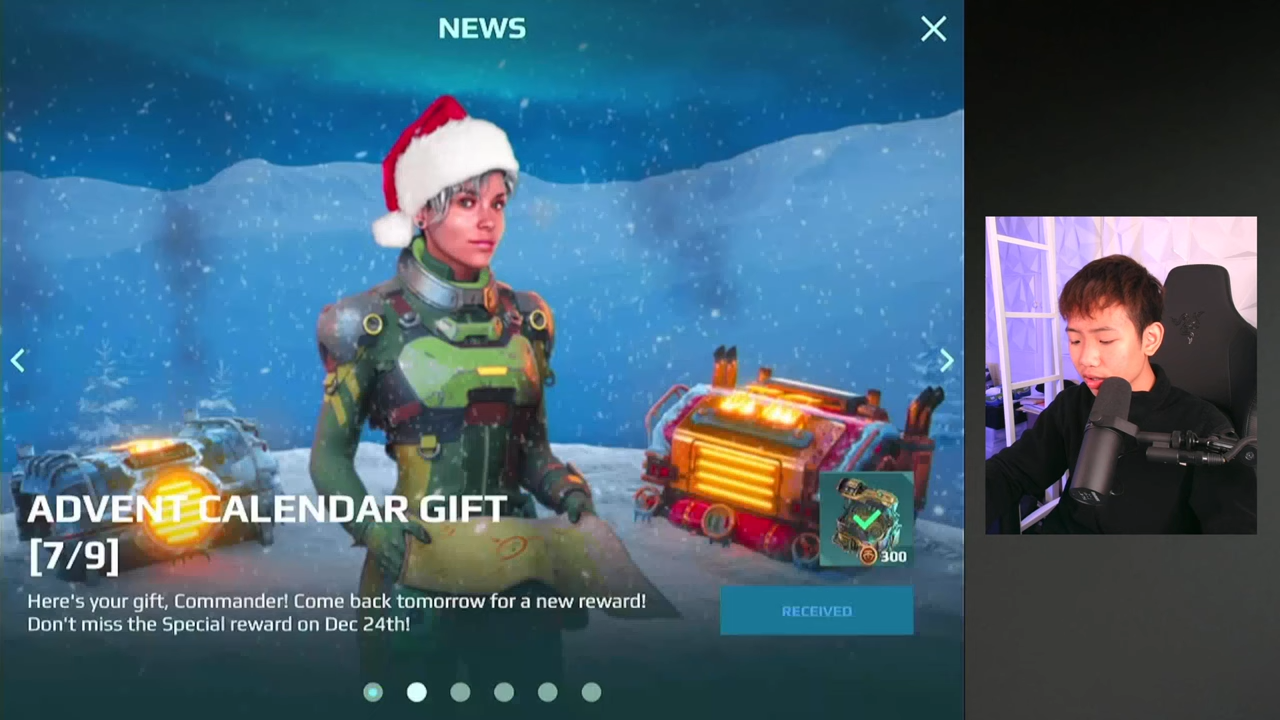 NEWS
ADVENT CALENDAR GIFT
[7/9]
300
Here's your gift, Commander! Come back tomorrow for a new reward!
Don't miss the Special reward on Dec 24th!
RECEIVED